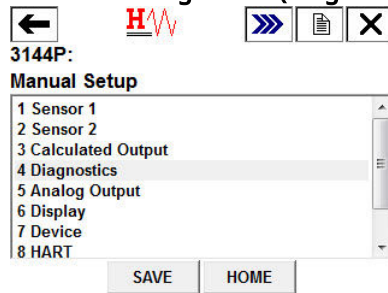 H
3144P:
Manual Setup
1 Sensor 1
2 Sensor 2
3 Calculated Output
4 Diagnostics
5 Analog Output
6 Display
7 Device
8 HART
SAVE HOME